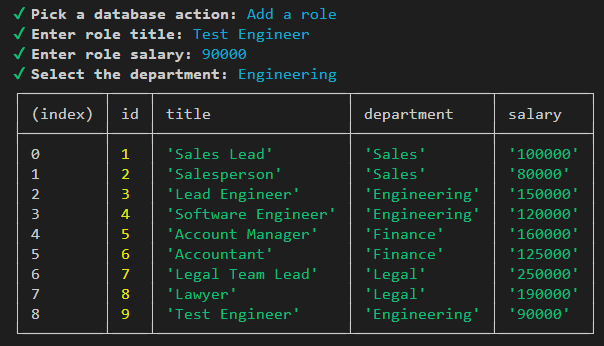 ✓ Pick a database action: Add a role
✓ Enter role title: Test Engineer
✓ Enter role salary: 90000
✓ Select the department: Engineering
(index) id title department salary
0 1 'Sales Lead' 'Sales' '100000'
1 2 'Salesperson' 'Sales' '80000'
2 3 'Lead Engineer' 'Engineering' '150000'
3 4 'Software Engineer' 'Engineering' '120000'
4 5 'Account Manager' 'Finance' '160000'
5 6 'Accountant' 'Finance' '125000'
6 7 'Legal Team Lead' 'Legal' '250000'
7 8 'Lawyer' 'Legal' '190000'
8 9 'Test Engineer' 'Engineering' '90000'